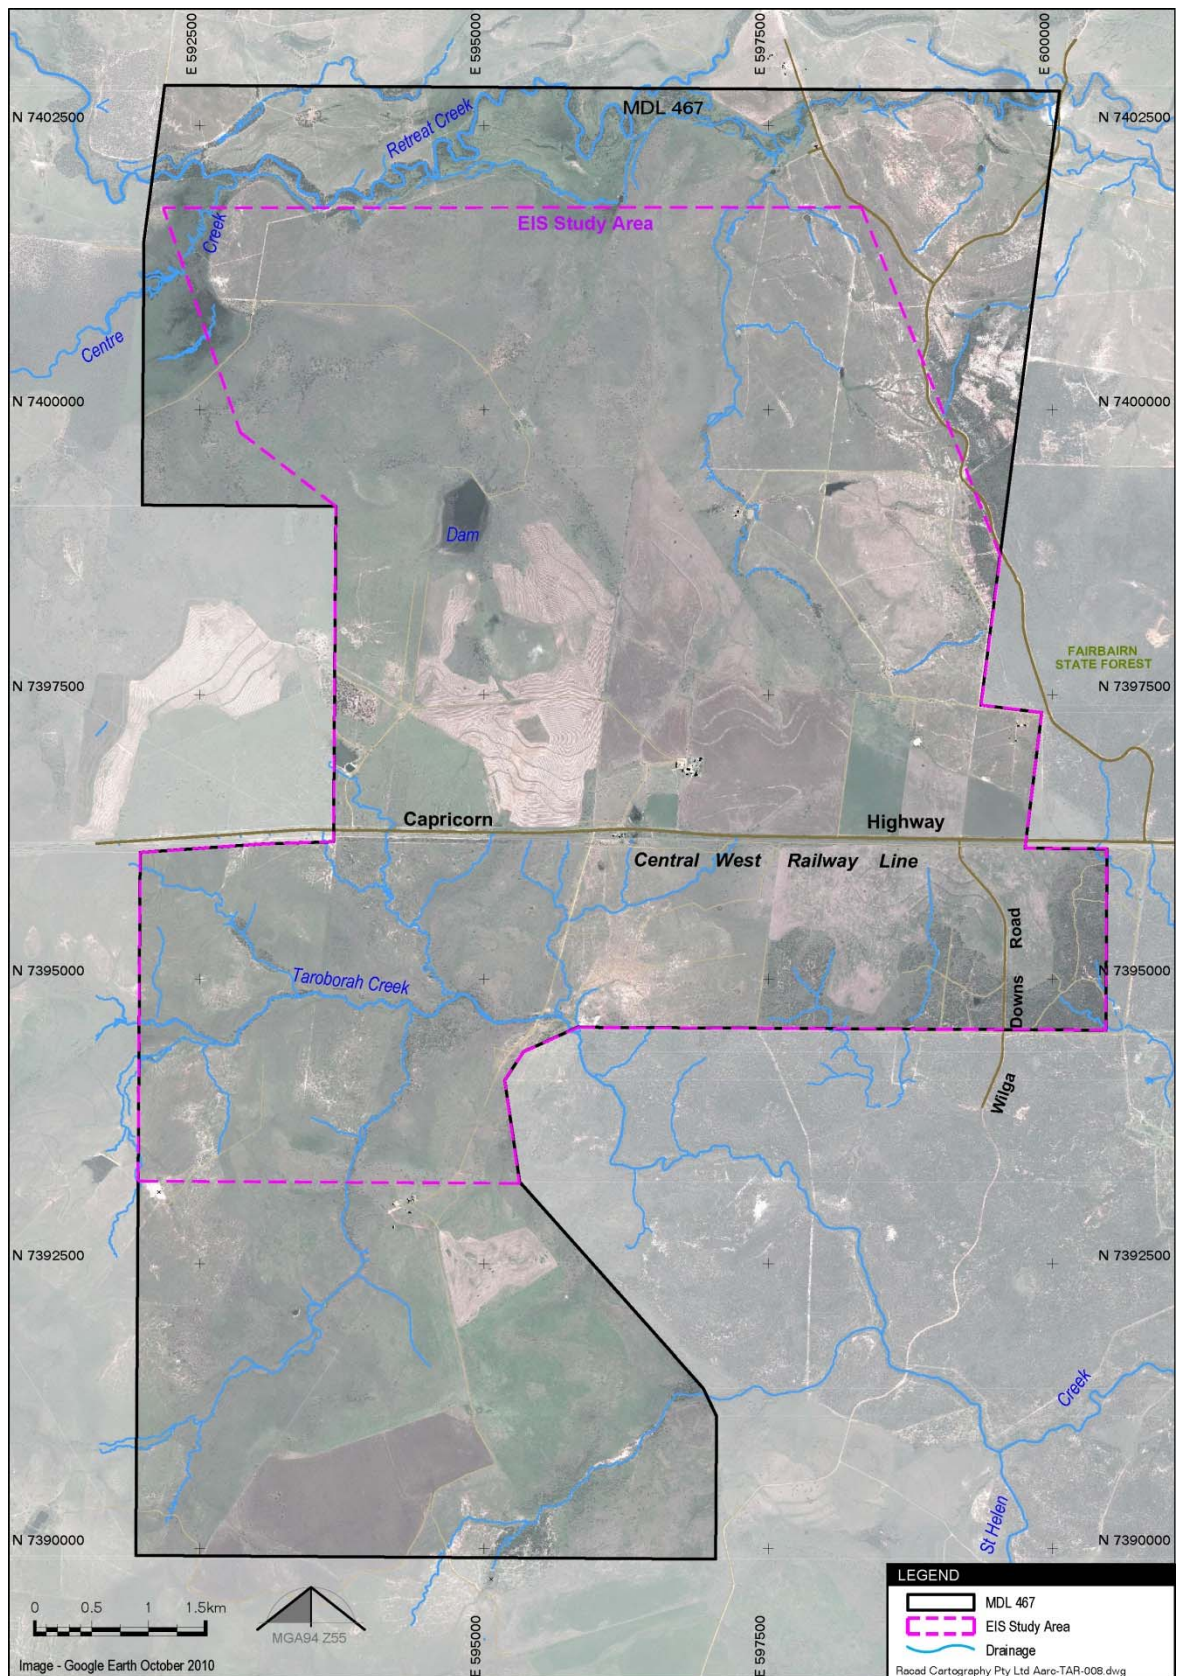 E 592500
E 595000
E 597500
E 600000
N 7402500
MDL 467
N 7402500
Retreat Creek
EIS Study Area
Creek
Centre
N 7400000
N 7400000
Dam
FAIRBAIRN
STATE FOREST
N 7397500
N 7397500
Capricorn Highway
Central West Railway Line
N 7395000
Taroborah Creek
N 7395000
Wilga Downs Road
N 7392500
N 7392500
Creek
St Helen
N 7390000
N 7390000
0 0.5 1 1.5km
MGA94 Z55
E 595000
E 597500
Image - Google Earth October 2010
LEGEND
MDL 467
EIS Study Area
Drainage
Racad Cartography Pty Ltd Aarc-TAR-008.dwg